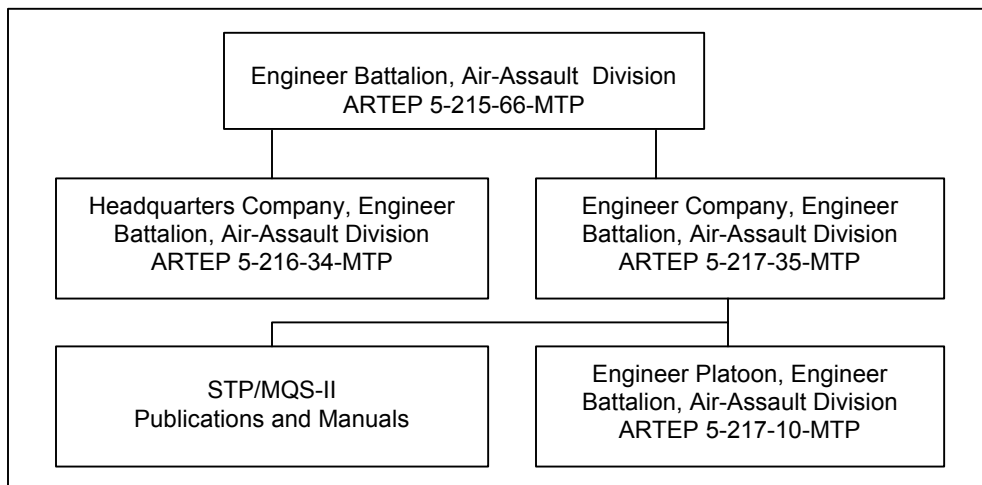 Engineer Battalion, Air-Assault Division
ARTEP 5-215-66-MTP
Headquarters Company, Engineer
Battalion, Air-Assault Division
ARTEP 5-216-34-MTP
Engineer Company, Engineer
Battalion, Air-Assault Division
ARTEP 5-217-35-MTP
STP/MQS-II
Publications and Manuals
Engineer Platoon, Engineer
Battalion, Air-Assault Division
ARTEP 5-217-10-MTP